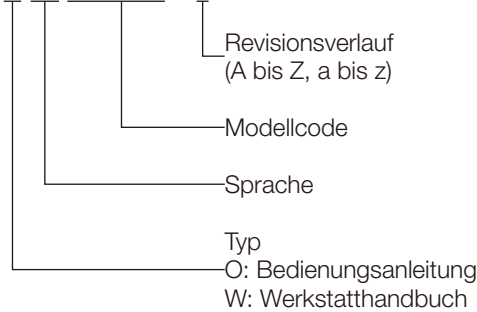 Revisionsverlauf
(A bis Z, a bis z)
Modellcode
Sprache
Typ
O: Bedienungsanleitung
W: Werkstatthandbuch